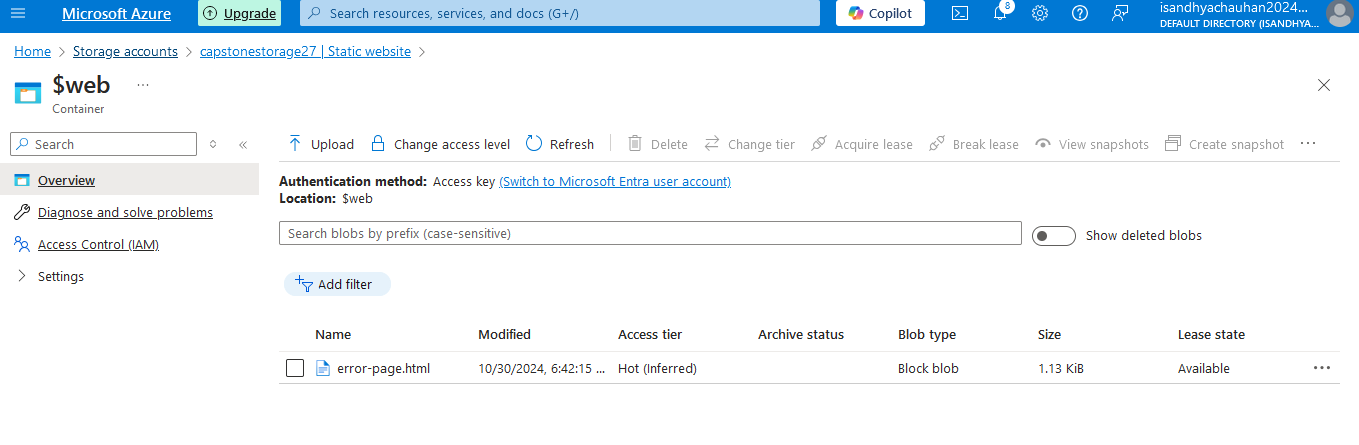 Microsoft Azure Upgrade Search resources, services, and docs (G+/) Copilot 8 isandhyachauhan2024...
DEFAULT DIRECTORY (ISANDHYA...
Home > Storage accounts > capstonestorage27 | Static website >
$web ...
Container
Search
Overview
Diagnose and solve problems
Access Control (IAM)
Settings
Upload Change access level Refresh Delete Change tier Acquire lease Break lease View snapshots Create snapshot ...
Authentication method: Access key (Switch to Microsoft Entra user account)
Location: $web
Search blobs by prefix (case-sensitive) Show deleted blobs
Add filter
Name Modified Access tier Archive status Blob type Size Lease state
error-page.html 10/30/2024, 6:42:15 ... Hot (Inferred) Block blob 1.13 KiB Available ...